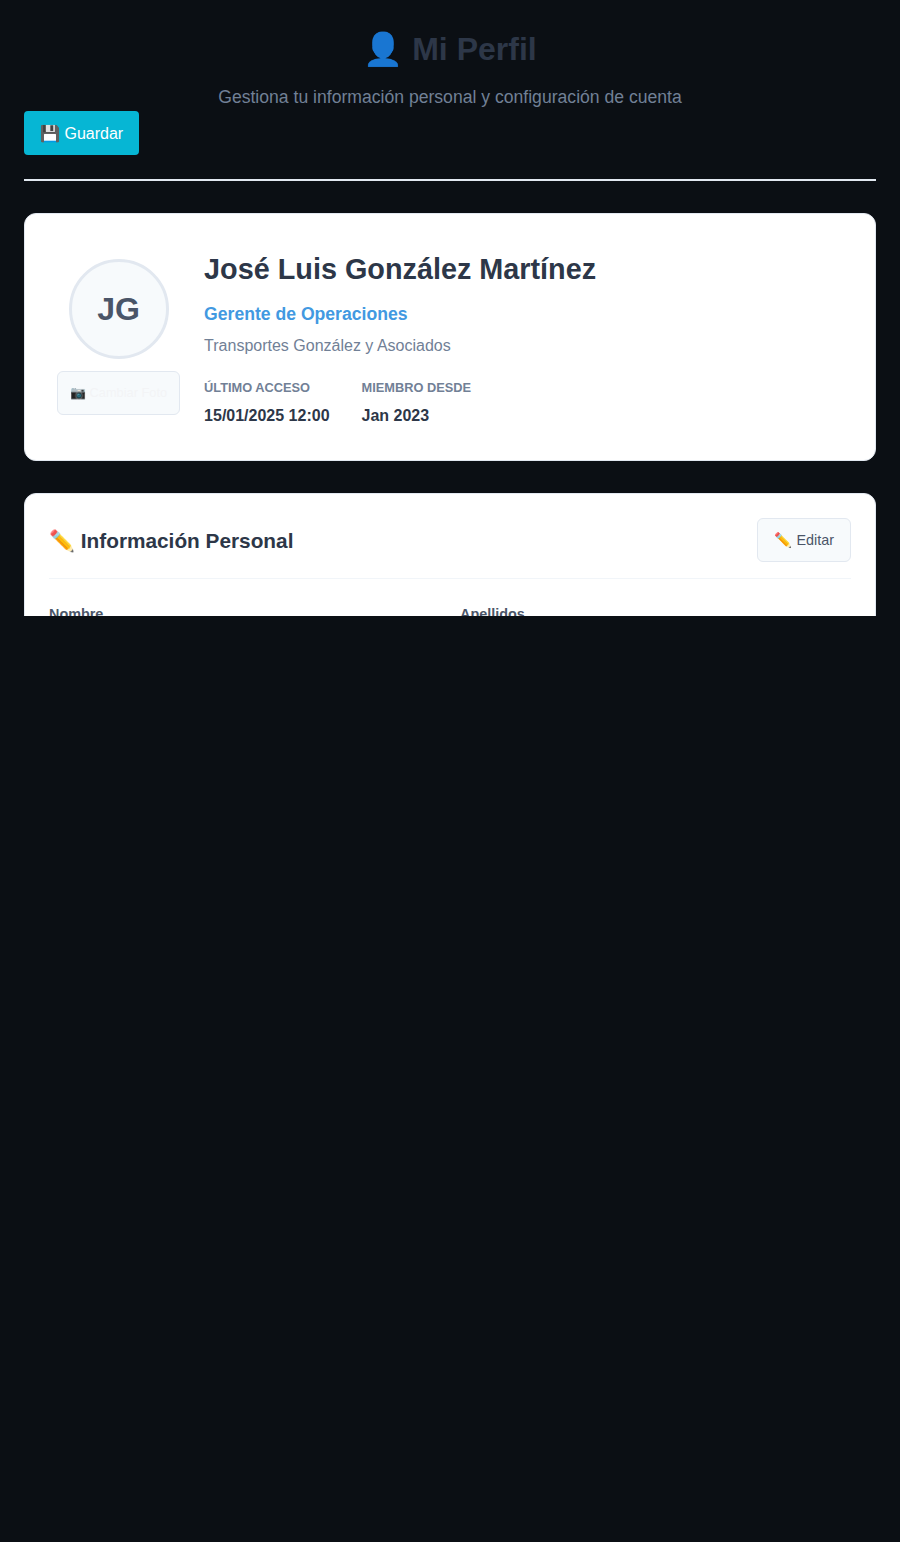 👤 Mi Perfil
Gestiona tu información personal y configuración de cuenta
💾 Guardar
JG
📷
José Luis González Martínez
Gerente de Operaciones
Transportes González y Asociados
ÚLTIMO ACCESO
15/01/2025 12:00
MIEMBRO DESDE
Jan 2023
✏️ Información Personal
✏️ Editar
Nombre
Apellidos